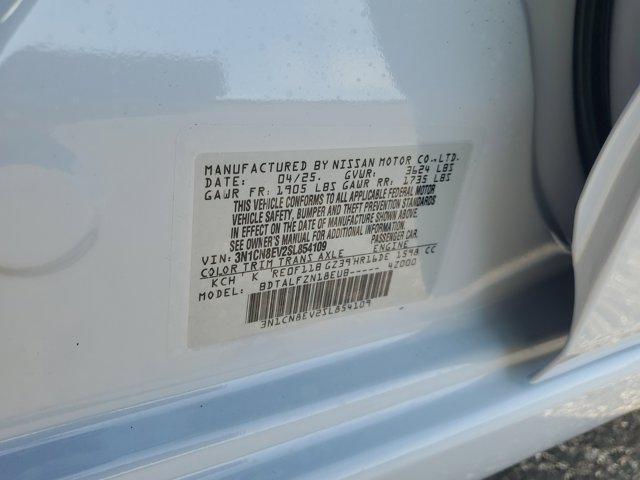 MANUFACTURED BY NISSAN MOTOR CO.,LTD.
DATE: 04/25. GVWR: 3624 LBS
GAWR FR: 1905 LBS GAWR RR: 1735 LBS
THIS VEHICLE CONFORMS TO ALL APPLICABLE FEDERAL MOTOR
VEHICLE SAFETY, BUMPER AND THEFT PREVENTION STANDARDS
IN EFFECT ON THE DATE OF MANUFACTURE SHOWN ABOVE.
SEE OWNER'S MANUAL FOR ADDITIONAL INFORMATION.
VIN: 3N1CN8EV2SL854109 PASSENGER CAR.
COLOR TRIM TRANS AXLE ENGINE
KCH K RE0F11B GZ39 HR16DE 1598 CC
MODEL: BDTALFZN18EUB----- 42000
3N1CN8EV2SL854109